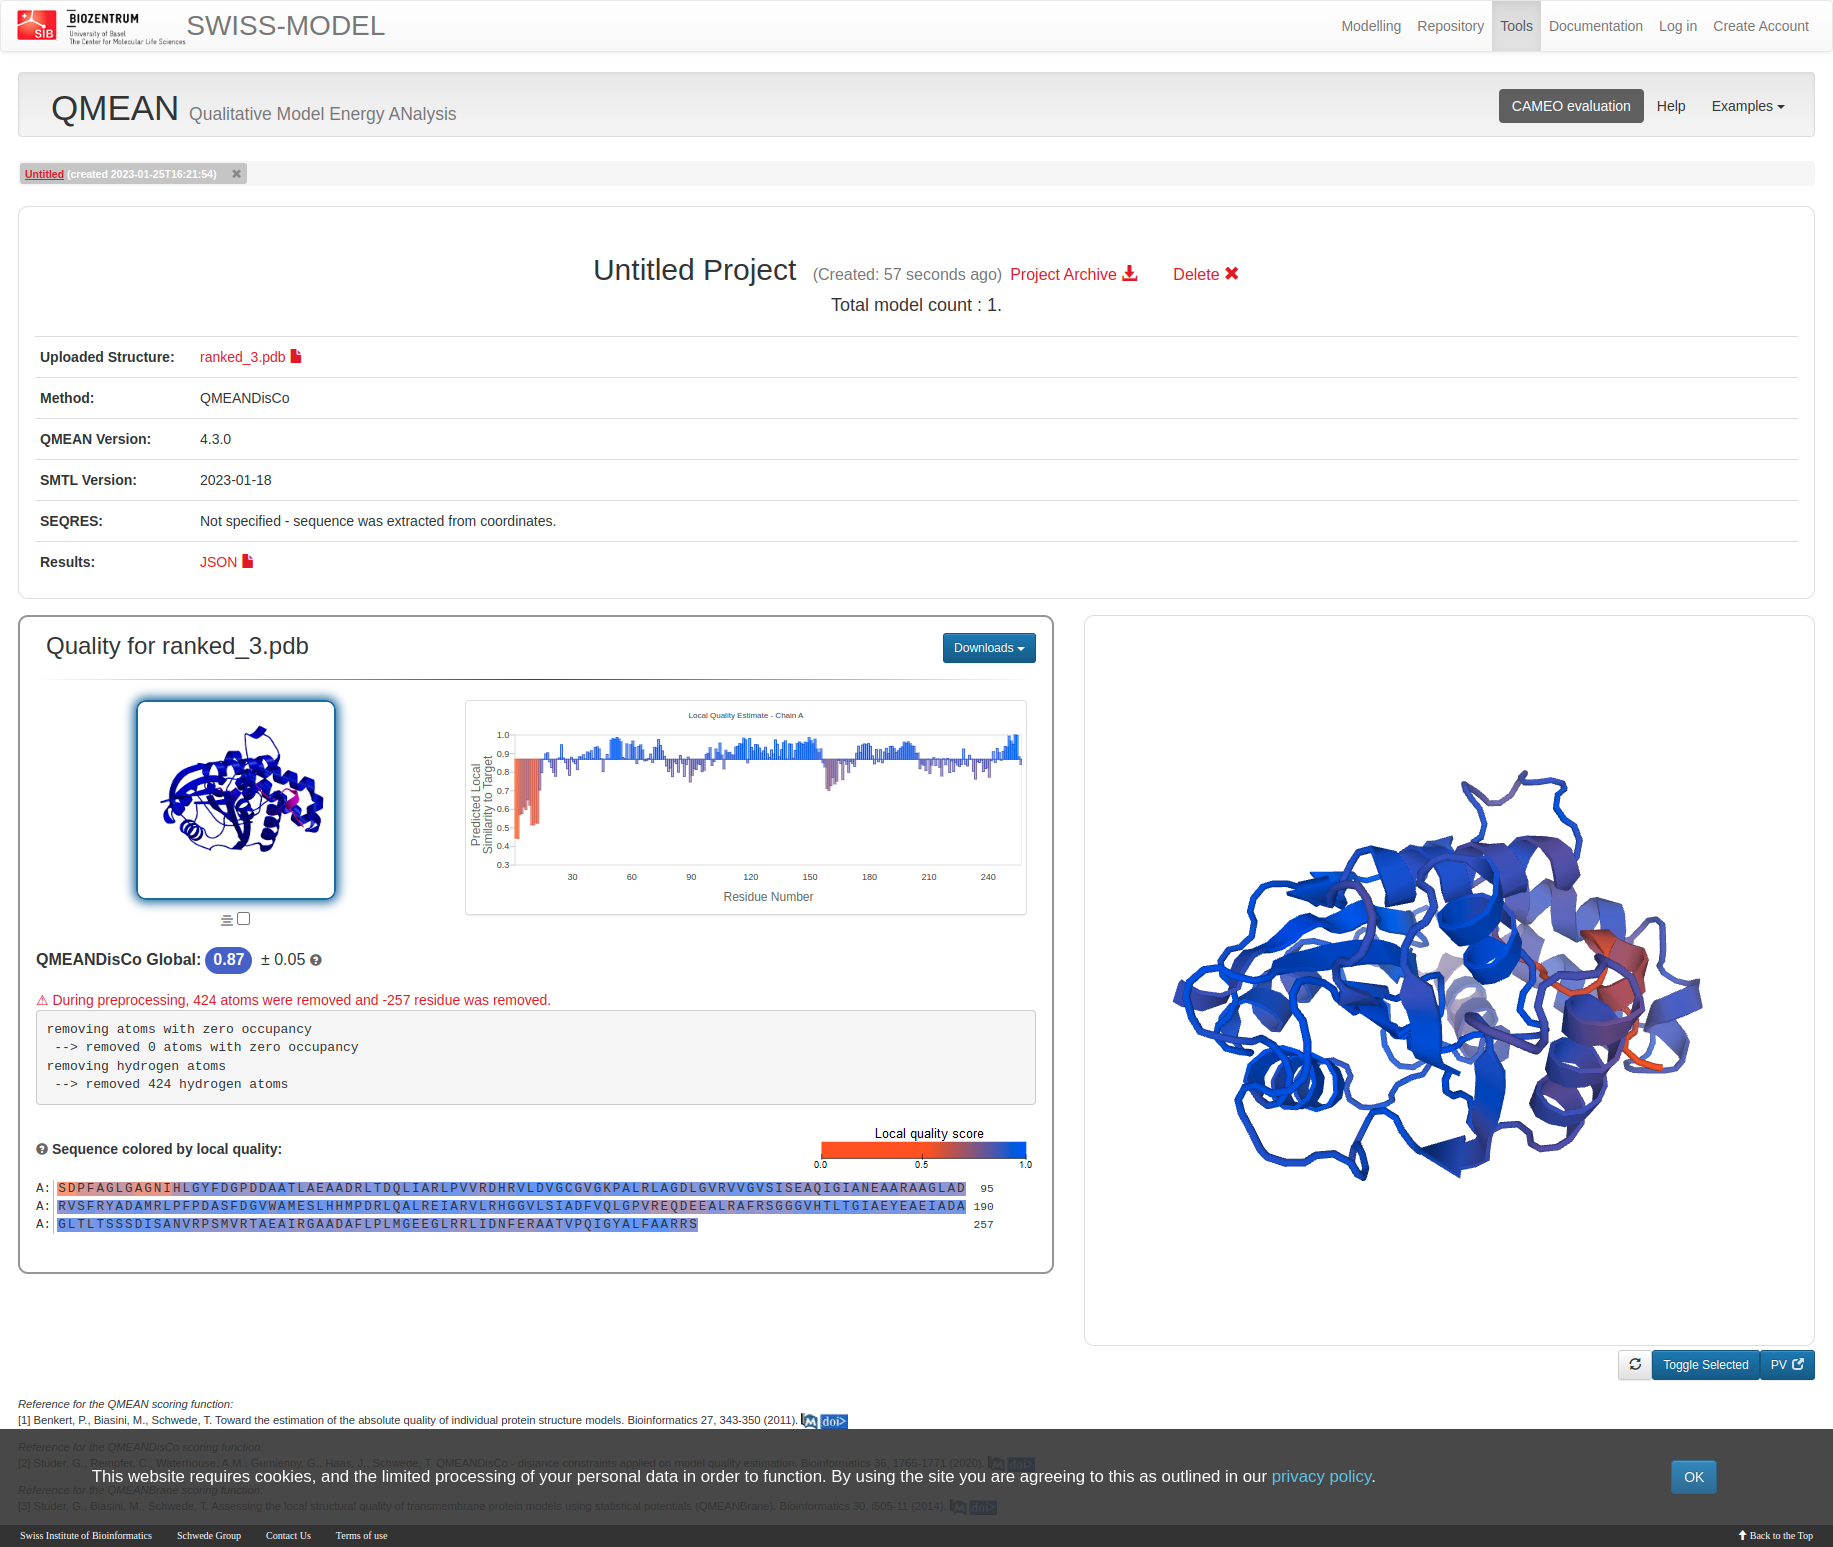 SIB
BIOZENTRUM
University of Basel
The Center for Molecular Life Sciences
SWISS-MODEL
Modelling Repository Tools Documentation Log in Create Account
QMEAN Qualitative Model Energy ANalysis
CAMEO evaluation Help Examples
Untitled (created 2023-01-25T16:21:54) ✖
Untitled Project (Created: 57 seconds ago) Project Archive Delete ✖
Total model count : 1.
Uploaded Structure: ranked_3.pdb
Method: QMEANDisCo
QMEAN Version: 4.3.0
SMTL Version: 2023-01-18
SEQRES: Not specified - sequence was extracted from coordinates.
Results: JSON
Quality for ranked_3.pdb
Downloads
Local Quality Estimate - Chain A
Predicted Local
Similarity to Target
1.0
0.9
0.8
0.7
0.6
0.5
0.4
0.3
30 60 90 120 150 180 210 240
Residue Number
QMEANDisCo Global: 0.87 ± 0.05
⚠ During preprocessing, 424 atoms were removed and -257 residue was removed.
removing atoms with zero occupancy
--> removed 0 atoms with zero occupancy
removing hydrogen atoms
--> removed 424 hydrogen atoms
Sequence colored by local quality:
Local quality score
0.0 0.5 1.0
A: SDPFAGLGAGNIHLGYFDGPDDAATLAEAADRLTDQLIARLPVVRDHRVLDVGCGVGKPALRLAGDLGVRVVGVSISEAQIGIANEAARAAGLAD 95
A: RVSFRYADAMRLPFPDASFDGVWAMESLHHMPDRLQALREIARVLRHGGVLSIADFVQLGPVREQDEEALRAFRSGGGVHTLTGIAEYEAEIADA 190
A: GLTLTSSSDISANVRPSMVRTAEAIRGAADAFLPLMGEEGLRRLIDNFERAATVPQIGYALFAARRS 257
Toggle Selected PV
Reference for the QMEAN scoring function:
[1] Benkert, P., Biasini, M., Schwede, T. Toward the estimation of the absolute quality of individual protein structure models. Bioinformatics 27, 343-350 (2011). M doi>
Reference for the QMEANDisCo scoring function:
[2] Studer, G., Rempfer, C., Waterhouse, A.M., Gumienny, G., Haas, J., Schwede, T. QMEANDisCo - distance constraints applied on model quality estimation. Bioinformatics 36, 1765-1771 (2020). M doi>
This website requires cookies, and the limited processing of your personal data in order to function. By using the site you are agreeing to this as outlined in our privacy policy.
OK
Reference for the QMEANBrane scoring function:
[3] Studer, G., Biasini, M., Schwede, T. Assessing the local structural quality of transmembrane protein models using statistical potentials (QMEANBrane). Bioinformatics 30, i505-11 (2014). M doi>
Swiss Institute of Bioinformatics Schwede Group Contact Us Terms of use Back to the Top